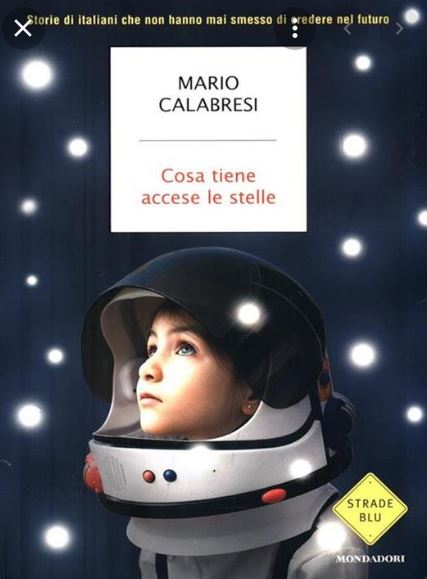 Storie di italiani che non hanno mai smesso di credere nel futuro
MARIO
CALABRESI
Cosa tiene
accese le stelle
STRADE
BLU
MONDADORI